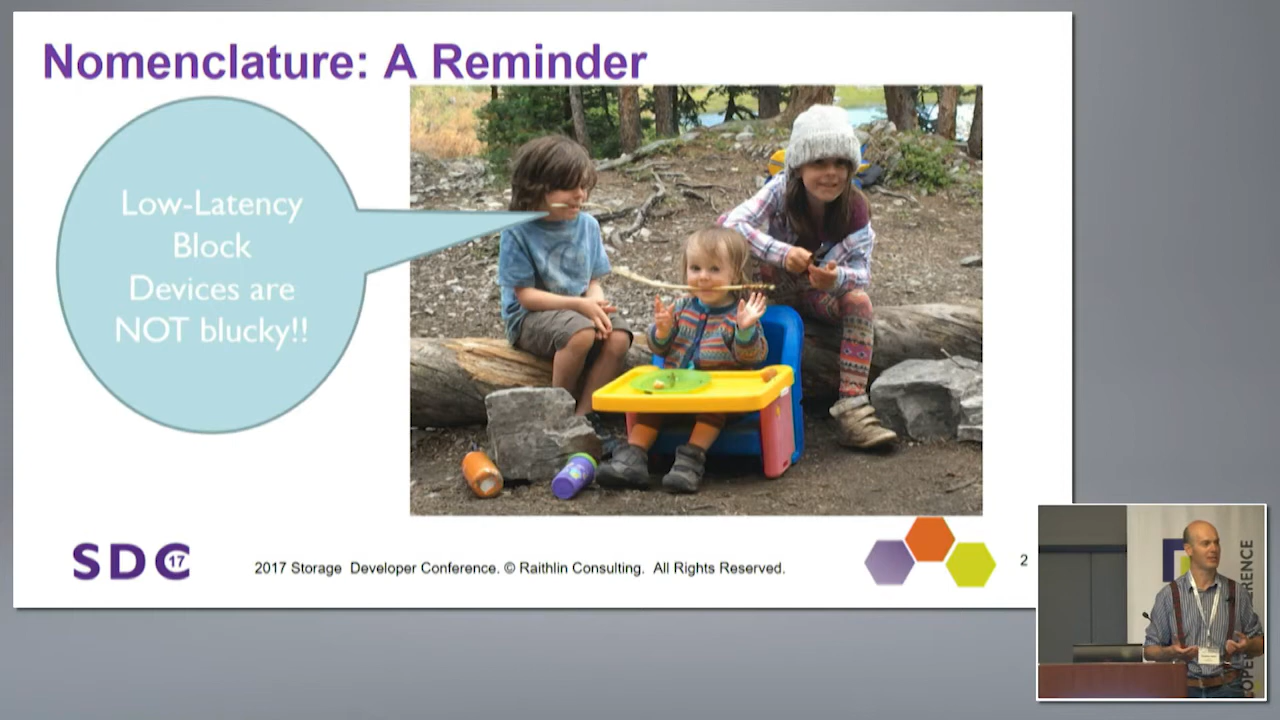 Nomenclature: A Reminder
Low-Latency
Block
Devices are
NOT blucky!!
SDC 17
2017 Storage Developer Conference. © Raithlin Consulting. All Rights Reserved.
2